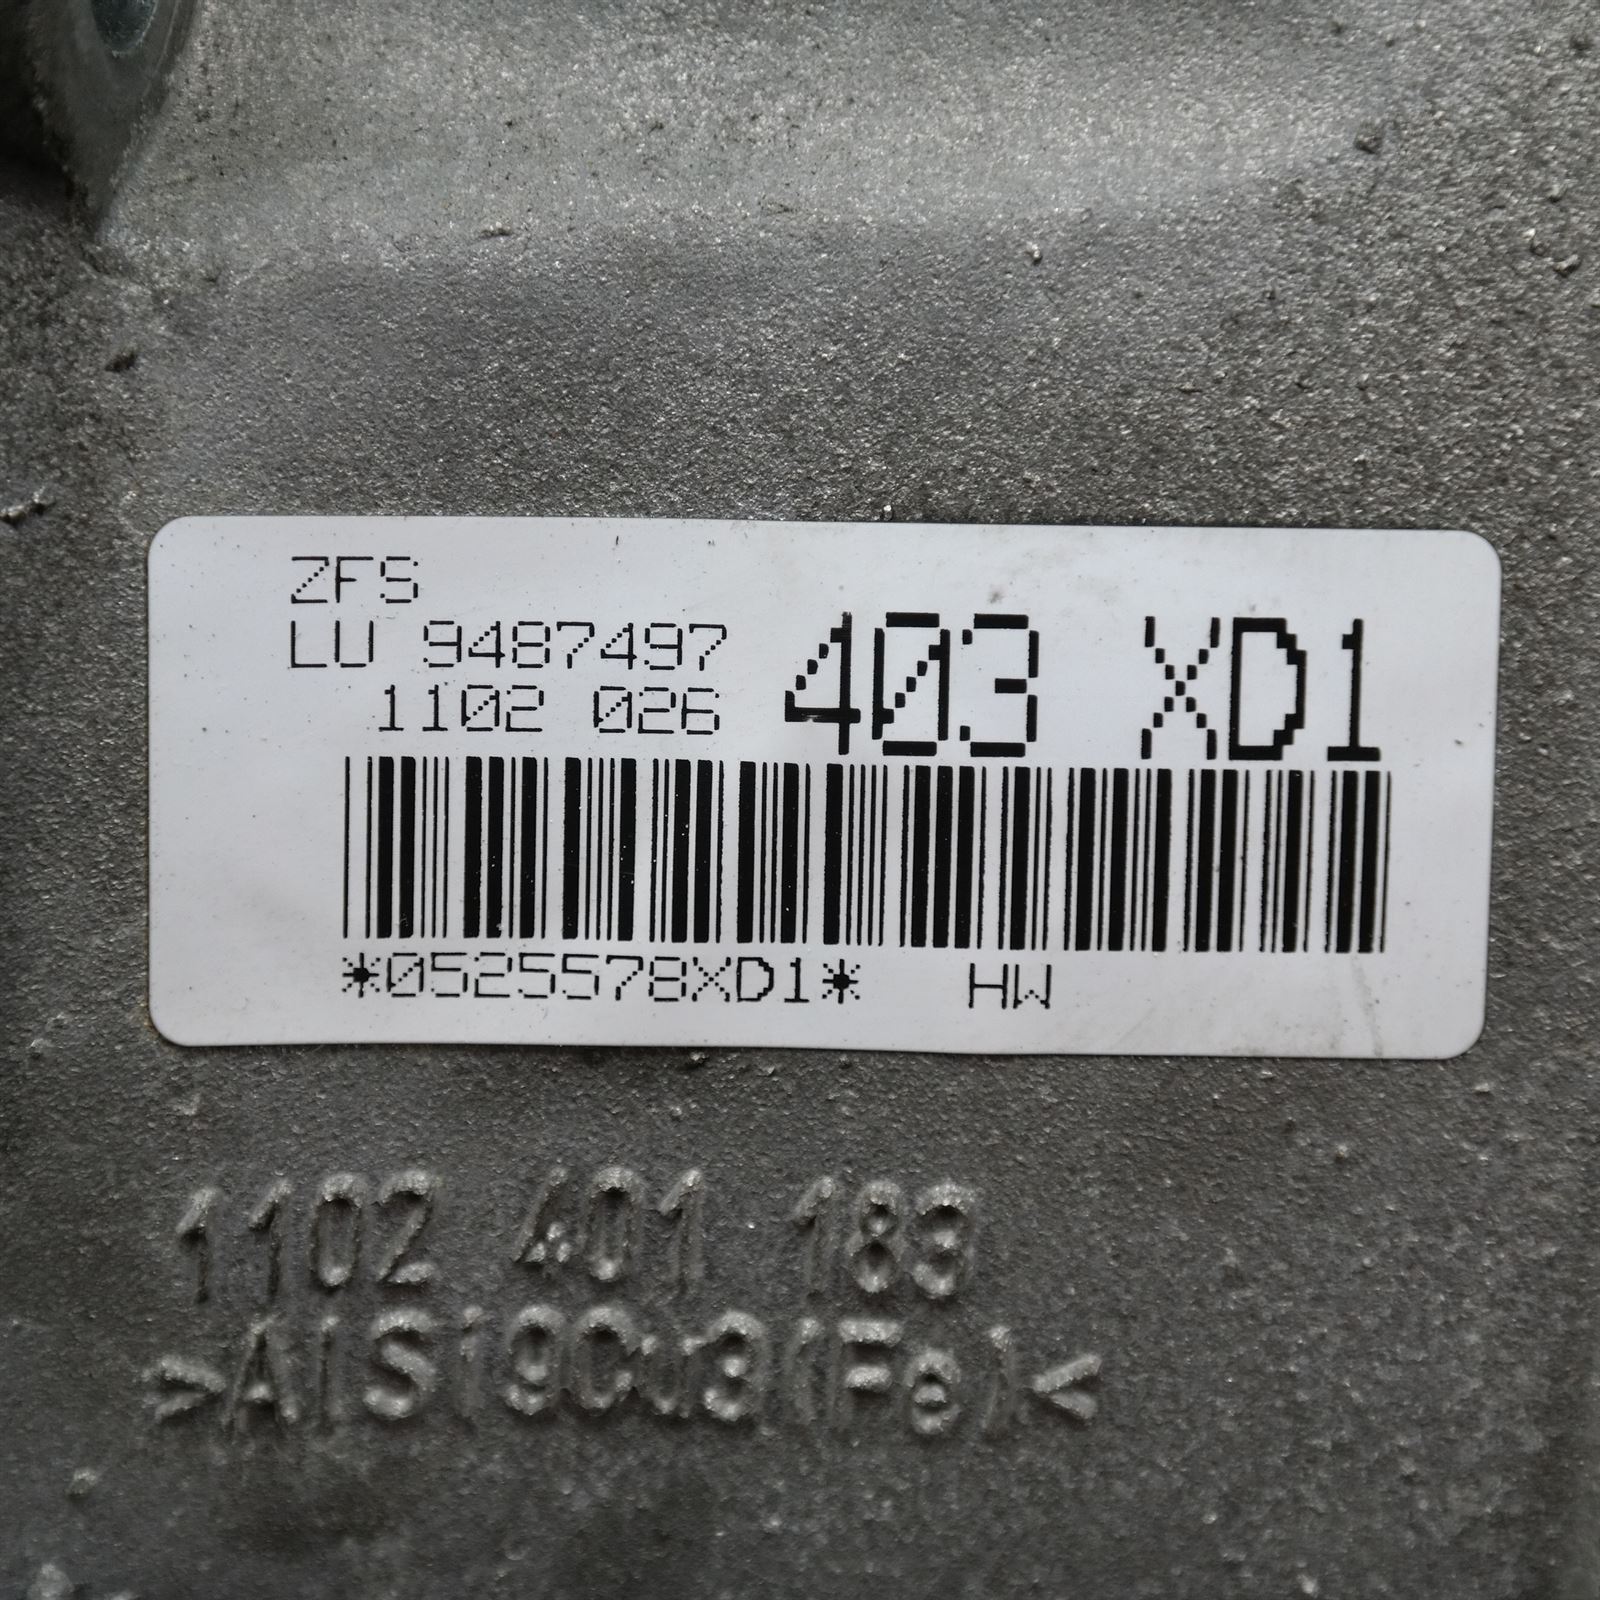 ZFS
LU 9487497 403 XD1
1102 026
*0525578XD1* HW
1102 401 183
>AlSi9Cu3(Fe)<